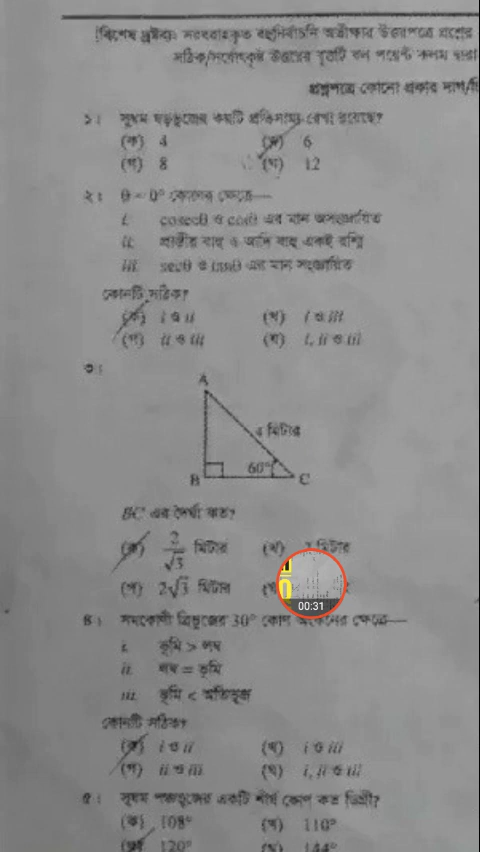 [বিশেষ দ্রষ্টব্য: সরবরাহকৃত বহুনির্বাচনি অভীক্ষার উত্তরপত্রে প্রশ্নের
সঠিক/সর্বোৎকৃষ্ট উত্তরের বৃত্তটি বল পয়েন্ট কলম দ্বারা
প্রশ্নপত্রে কোনো প্রকার দাগ/চি
১। সুষম ষড়ভুজের কয়টি প্রতিসাম্য রেখা রয়েছে?
(ক) 4 (খ) 6
(গ) 8 (ঘ) 12
২। θ = 0° কোণের ক্ষেত্রে—
i. cosecθ ও cotθ এর মান অসংজ্ঞায়িত
ii. প্রান্তীয় বাহু ও আদি বাহু একই রশ্মি
iii. secθ ও tanθ এর মান সংজ্ঞায়িত
কোনটি সঠিক?
(ক) i ও ii (খ) i ও iii
(গ) ii ও iii (ঘ) i, ii ও iii
৩।
A
4 মিটার
60°
B C
BC এর দৈর্ঘ্য কত?
(ক) 2/√3 মিটার (খ) মিটার
(গ) 2√3 মিটার
00:31
৪। সমকোণী ত্রিভুজের 30° কোণ ক্ষেত্রে—
i. ভূমি > লম্ব
ii. লম্ব = ভূমি
iii. ভূমি < অতিভুজ
কোনটি সঠিক?
(ক) i ও ii (খ) i ও iii
(গ) ii ও iii (ঘ) i, ii ও iii
৫। সুষম পঞ্চভুজের একটি শীর্ষ কোণ কত ডিগ্রী?
(ক) 108° (খ) 110°
(গ) 120° (ঘ) 144°